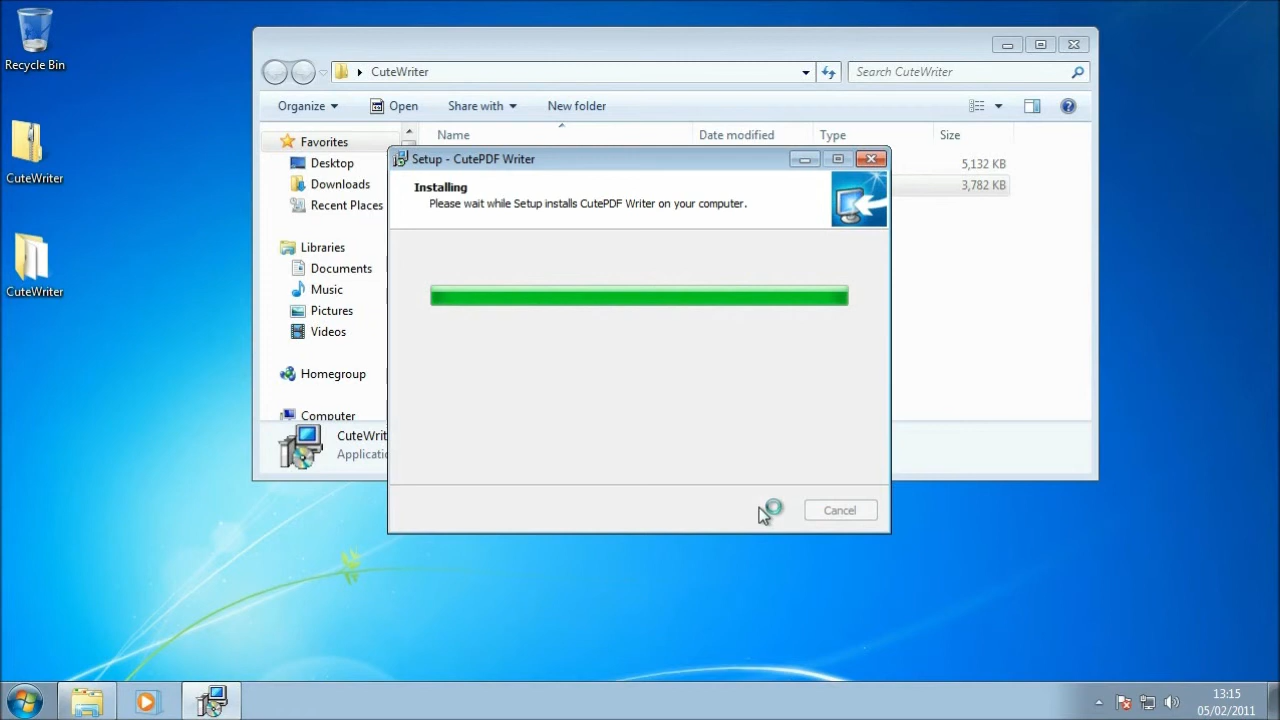 Recycle Bin
CuteWriter
CuteWriter
CuteWriter
Search CuteWriter
Organize
Open
Share with
New folder
Name
Date modified
Type
Size
Favorites
Desktop
Downloads
Recent Places
Libraries
Documents
Music
Pictures
Videos
Homegroup
Computer
5,132 KB
3,782 KB
CuteWrit
Applicatio
Setup - CutePDF Writer
Installing
Please wait while Setup installs CutePDF Writer on your computer.
Cancel
13:15
05/02/2011